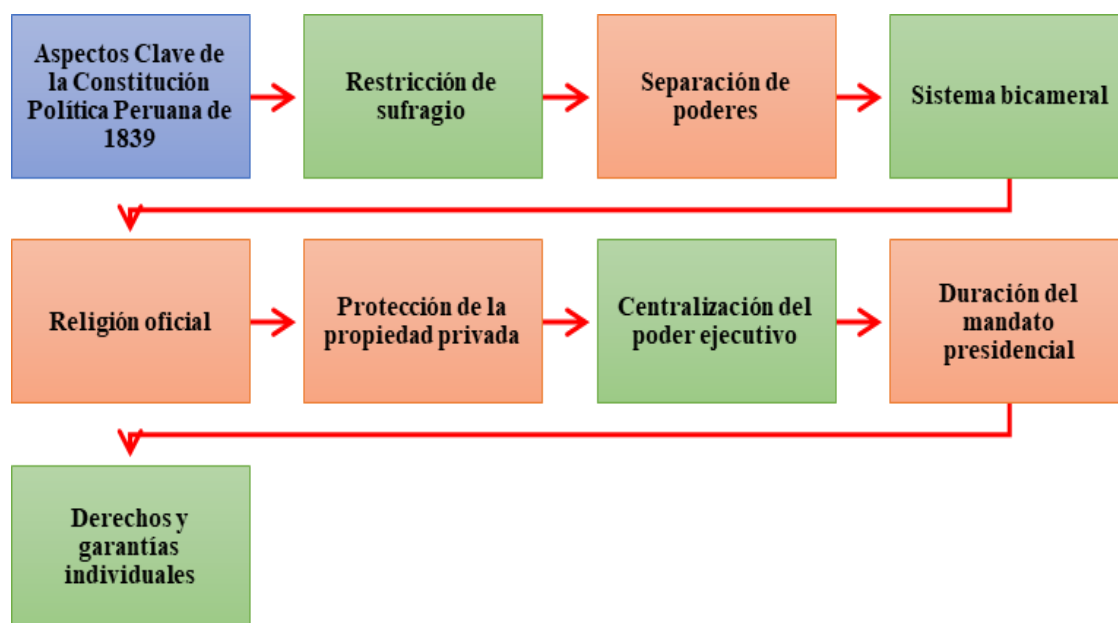 Aspectos Clave de
la Constitución
Política Peruana de
1839
Restricción de
sufragio
Separación de
poderes
Sistema bicameral
Religión oficial
Protección de la
propiedad privada
Centralización del
poder ejecutivo
Duración del
mandato
presidencial
Derechos y
garantías
individuales